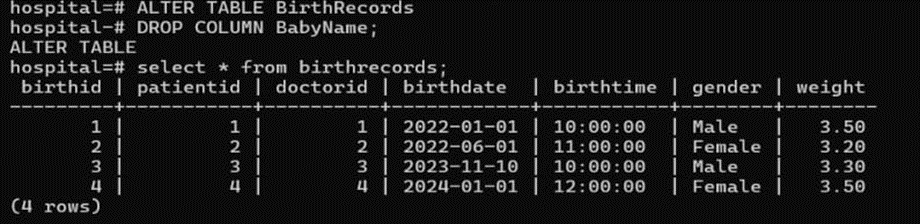 hospital=# ALTER TABLE BirthRecords
hospital-# DROP COLUMN BabyName;
ALTER TABLE
hospital=# select * from birthrecords;
 birthid | patientid | doctorid | birthdate  | birthtime | gender | weight
---------+-----------+----------+------------+-----------+--------+--------
       1 |         1 |        1 | 2022-01-01 | 10:00:00  | Male   |   3.50
       2 |         2 |        2 | 2022-06-01 | 11:00:00  | Female |   3.20
       3 |         3 |        3 | 2023-11-10 | 10:00:00  | Male   |   3.30
       4 |         4 |        4 | 2024-01-01 | 12:00:00  | Female |   3.50
(4 rows)